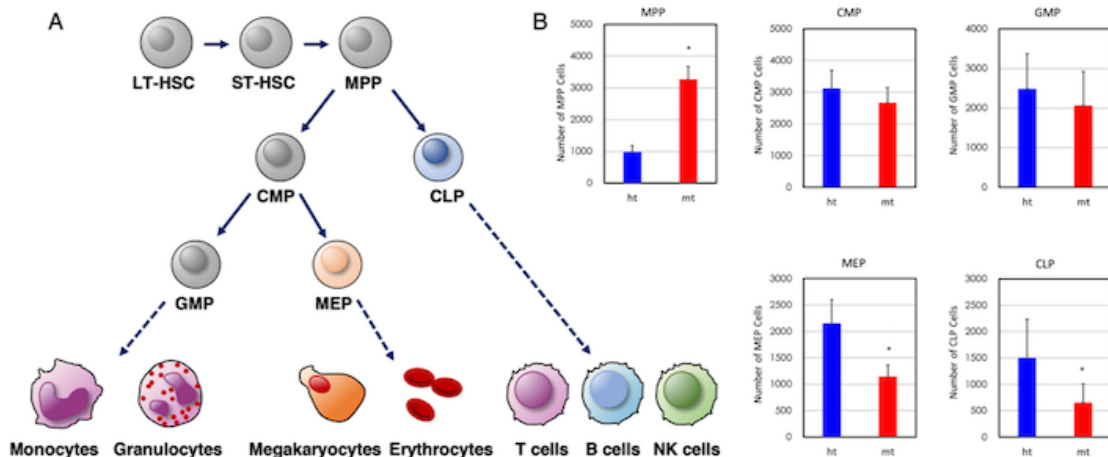 A
LT-HSC
ST-HSC
MPP
CMP
CLP
GMP
MEP
Monocytes Granulocytes Megakaryocytes Erythrocytes T cells B cells NK cells
B
MPP
Number of MPP Cells
5000
4000
3000
2000
1000
0
*
ht mt
CMP
Number of CMP Cells
5000
4000
3000
2000
1000
0
ht mt
GMP
Number of GMP Cells
4000
3000
2000
1000
0
ht mt
MEP
Number of MEP Cells
3000
2500
2000
1500
1000
500
0
*
ht mt
CLP
Number of CLP Cells
3000
2500
2000
1500
1000
500
0
*
ht mt